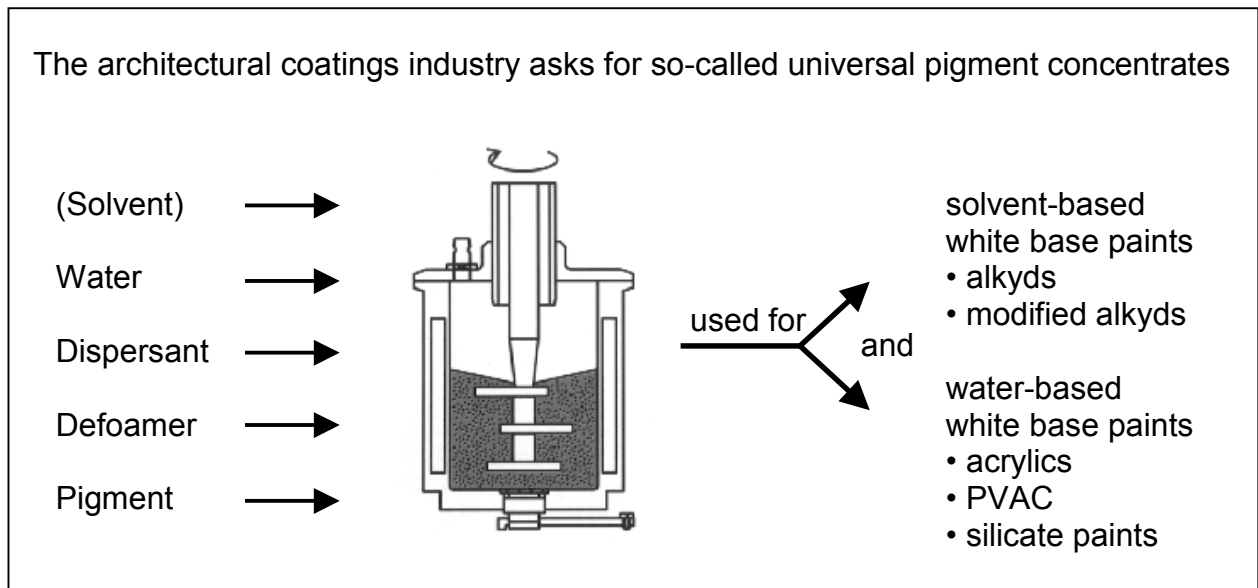 The architectural coatings industry asks for so-called universal pigment concentrates
(Solvent)
Water
Dispersant
Defoamer
Pigment
used for
and
solvent-based
white base paints
• alkyds
• modified alkyds
water-based
white base paints
• acrylics
• PVAC
• silicate paints